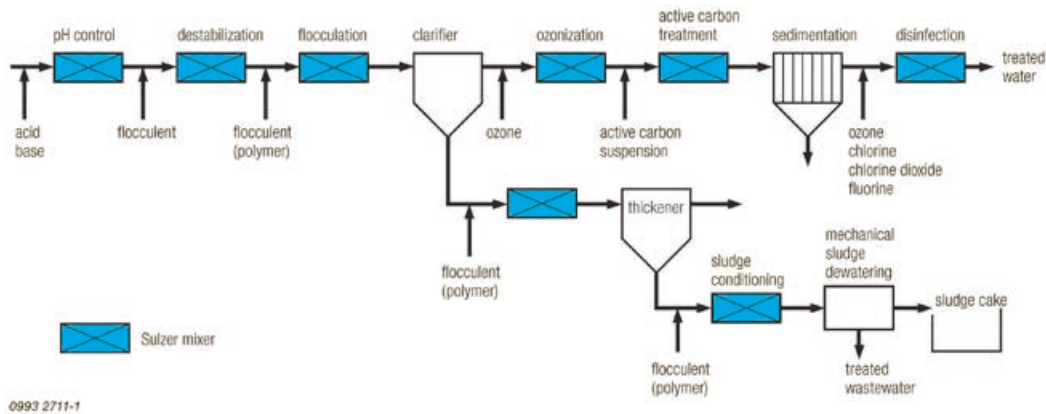 pH control
destabilization
flocculation
clarifier
ozonization
active carbon
treatment
sedimentation
disinfection
treated
water
acid
base
flocculent
flocculent
(polymer)
ozone
active carbon
suspension
ozone
chlorine
chlorine dioxide
fluorine
thickener
flocculent
(polymer)
sludge
conditioning
mechanical
sludge
dewatering
sludge cake
Sulzer mixer
flocculent
(polymer)
treated
wastewater
0993 2711-1